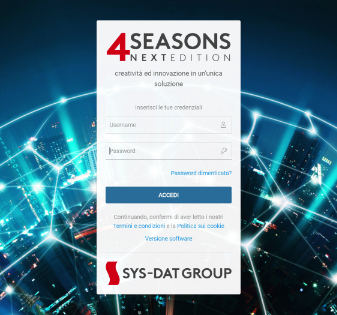 4SEASONS
NEXTEDITION
creatività ed innovazione in un'unica
soluzione
Inserisci le tue credenziali
Username
Password
Password dimenticata?
ACCEDI
Continuando, confermi di aver letto i nostri
Termini e condizioni e la Politica sui cookie
Versione software
SYS-DAT GROUP